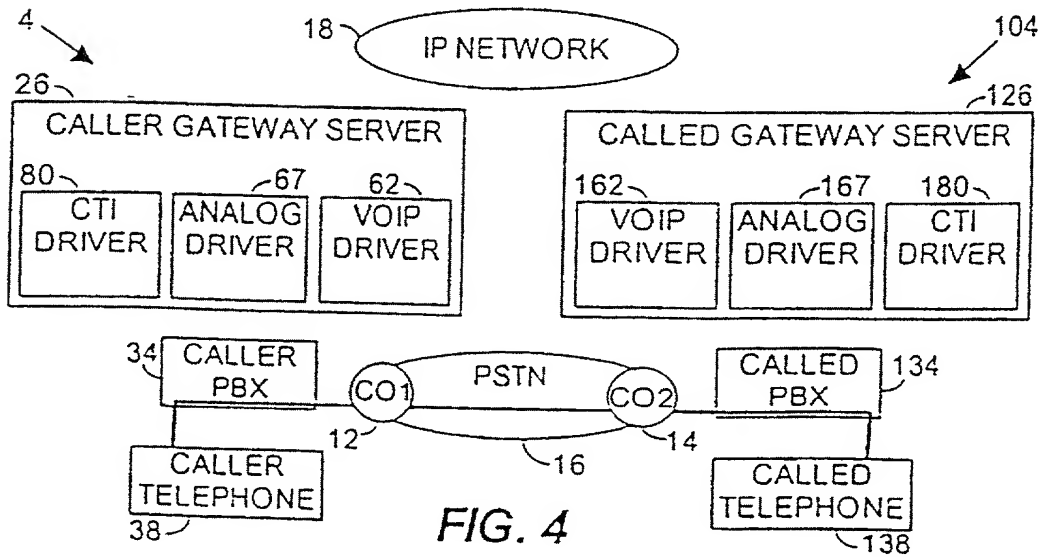 4
18
IP NETWORK
104
26
CALLER GATEWAY SERVER
80
CTI
DRIVER
67
ANALOG
DRIVER
62
VOIP
DRIVER
126
CALLED GATEWAY SERVER
162
VOIP
DRIVER
167
ANALOG
DRIVER
180
CTI
DRIVER
34
CALLER
PBX
CO1
12
PSTN
16
CO2
14
CALLED
PBX
134
CALLER
TELEPHONE
38
CALLED
TELEPHONE
138
FIG. 4